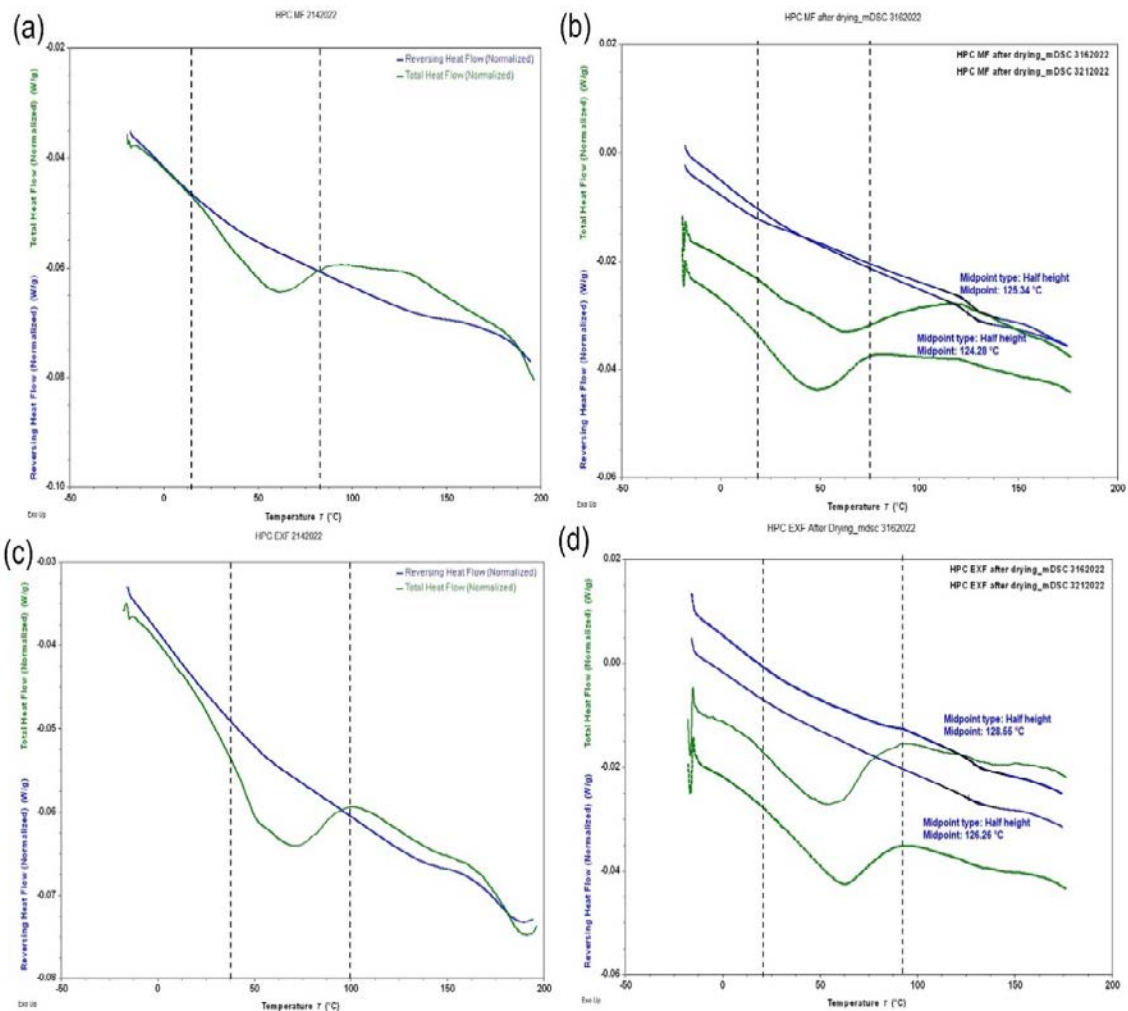 (a)
HPC MF 2142022
Reversing Heat Flow (Normalized)
Total Heat Flow (Normalized)
Total Heat Flow (Normalized) (W/g)
Reversing Heat Flow (Normalized) (W/g)
-0.02
-0.04
-0.06
-0.08
-0.10
-50
0
50
100
150
200
Exo Up
Temperature T (°C)
(b)
HPC MF after drying_mDSC 3162022
HPC MF after drying_mDSC 3162022
HPC MF after drying_mDSC 3212022
Total Heat Flow (Normalized) (W/g)
Reversing Heat Flow (Normalized) (W/g)
0.02
0.00
-0.02
-0.04
-0.06
Midpoint type: Half height
Midpoint: 125.34 °C
Midpoint type: Half height
Midpoint: 124.28 °C
-50
0
50
100
150
200
Exo Up
Temperature T (°C)
(c)
HPC EXF 2142022
Reversing Heat Flow (Normalized)
Total Heat Flow (Normalized)
Total Heat Flow (Normalized) (W/g)
Reversing Heat Flow (Normalized) (W/g)
-0.03
-0.04
-0.05
-0.06
-0.07
-0.08
-50
0
50
100
150
200
Exo Up
Temperature T (°C)
(d)
HPC EXF After Drying_mdsc 3162022
HPC EXF after drying_mDSC 3162022
HPC EXF after drying_mDSC 3212022
Total Heat Flow (Normalized) (W/g)
Reversing Heat Flow (Normalized) (W/g)
0.02
0.00
-0.02
-0.04
-0.06
Midpoint type: Half height
Midpoint: 128.55 °C
Midpoint type: Half height
Midpoint: 126.26 °C
-50
0
50
100
150
200
Exo Up
Temperature T (°C)